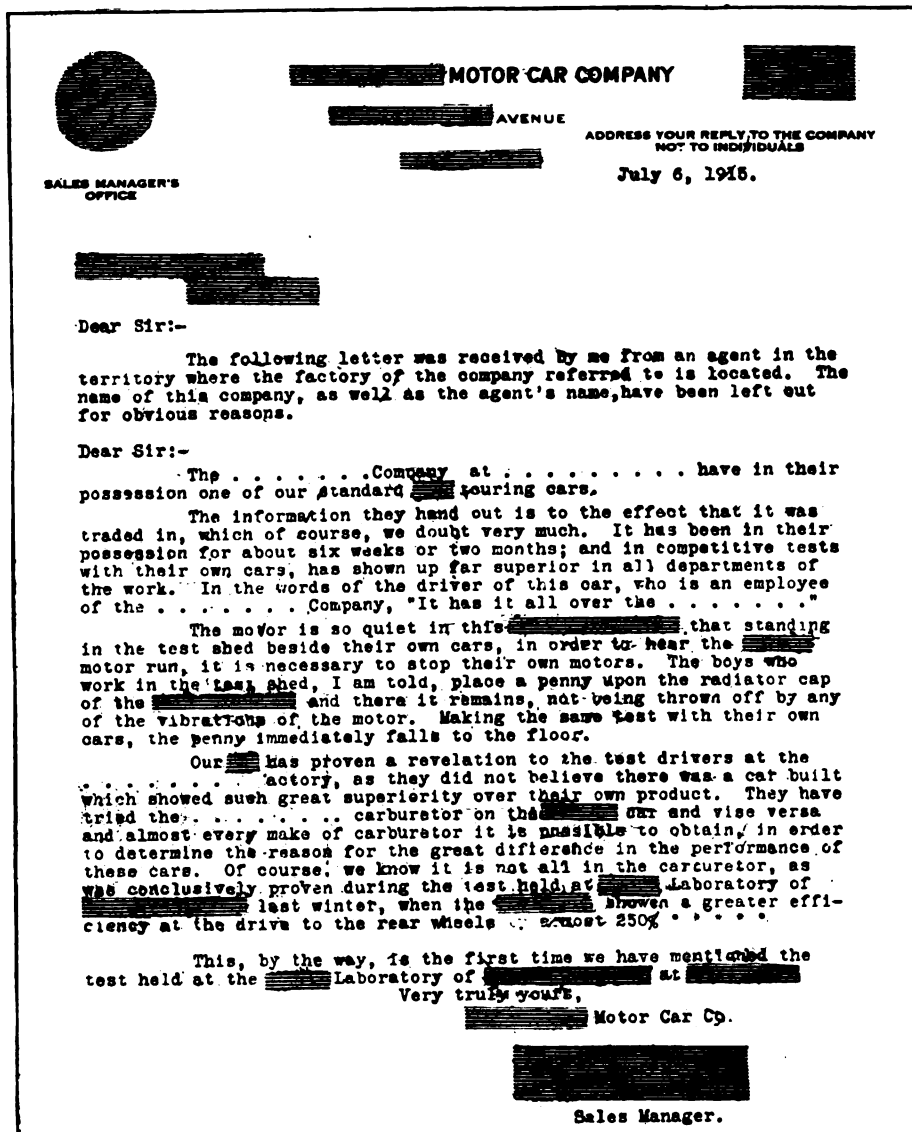 MOTOR CAR COMPANY
AVENUE
ADDRESS YOUR REPLY TO THE COMPANY
NOT TO INDIVIDUALS
SALES MANAGER'S
OFFICE
July 6, 1915.
Dear Sir:-
The following letter was received by me from an agent in the
territory where the factory of the company referred to is located. The
name of this company, as well as the agent's name,have been left out
for obvious reasons.
Dear Sir:-
The . . . . . . . Company at . . . . . . . . . . have in their
possession one of our standard touring cars.
The information they hand out is to the effect that it was
traded in, which of course, we doubt very much. It has been in their
possession for about six weeks or two months; and in competitive tests
with their own cars, has shown up far superior in all departments of
the work. In the words of the driver of this car, who is an employee
of the . . . . . . . Company, "It has it all over the . . . . . . ."
The motor is so quiet in this that standing
in the test shed beside their own cars, in order to hear the
motor run, it is necessary to stop their own motors. The boys who
work in the test shed, I am told, place a penny upon the radiator cap
of the and there it remains, not being thrown off by any
of the vibrations of the motor. Making the same test with their own
cars, the penny immediately falls to the floor.
Our has proven a revelation to the test drivers at the
. . . . . . . . actory, as they did not believe there was a car built
which showed such great superiority over their own product. They have
tried the . . . . . . . . carburetor on the car and vise versa
and almost every make of carburetor it is possible to obtain, in order
to determine the reason for the great difference in the performance of
these cars. Of course, we know it is not all in the carcuretor, as
was conclusively proven during the test held at Laboratory of
last winter, when the showed a greater effi-
ciency at the drive to the rear wheels almost 250% " " " " "
This, by the way, is the first time we have mentioned the
test held at the Laboratory of at
Very truly yours,
Motor Car Co.
Sales Manager.